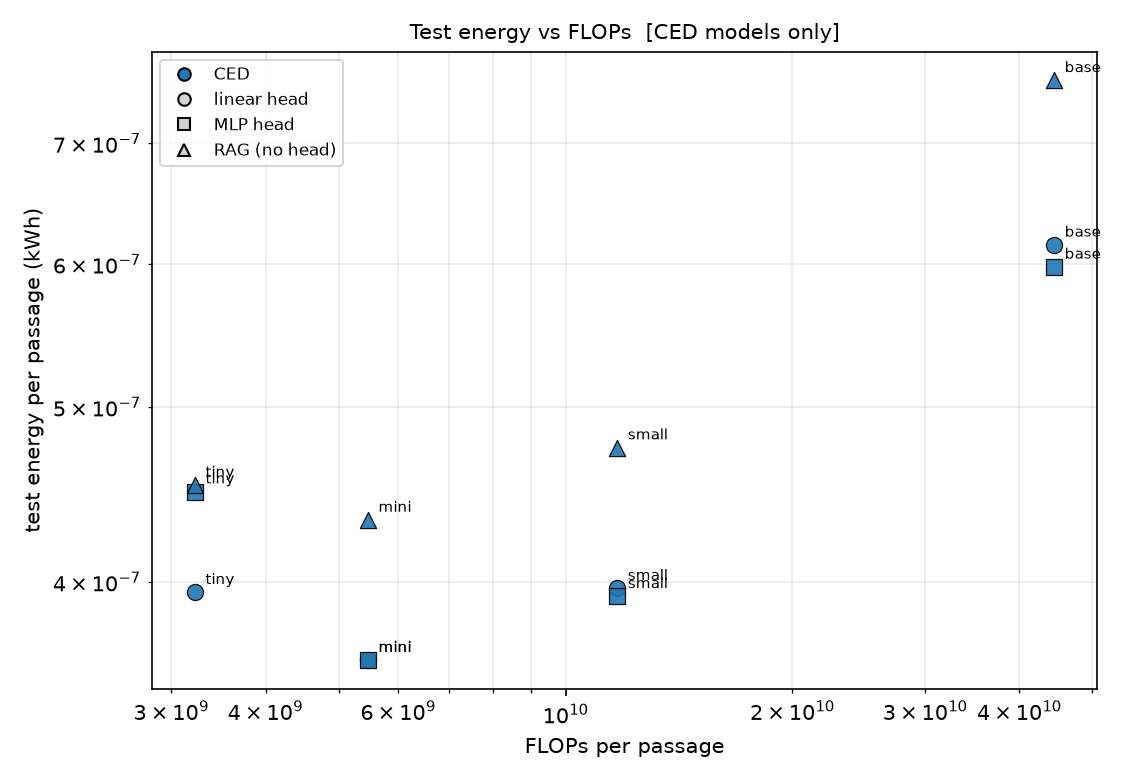 Test energy vs FLOPs  [CED models only]
CED
linear head
MLP head
RAG (no head)
test energy per passage (kWh)
7 × 10⁻⁷
6 × 10⁻⁷
5 × 10⁻⁷
4 × 10⁻⁷
base
base
base
small
tiny
tiny
mini
tiny
small
small
mini
3 × 10⁹
4 × 10⁹
6 × 10⁹
10¹⁰
2 × 10¹⁰
3 × 10¹⁰
4 × 10¹⁰
FLOPs per passage